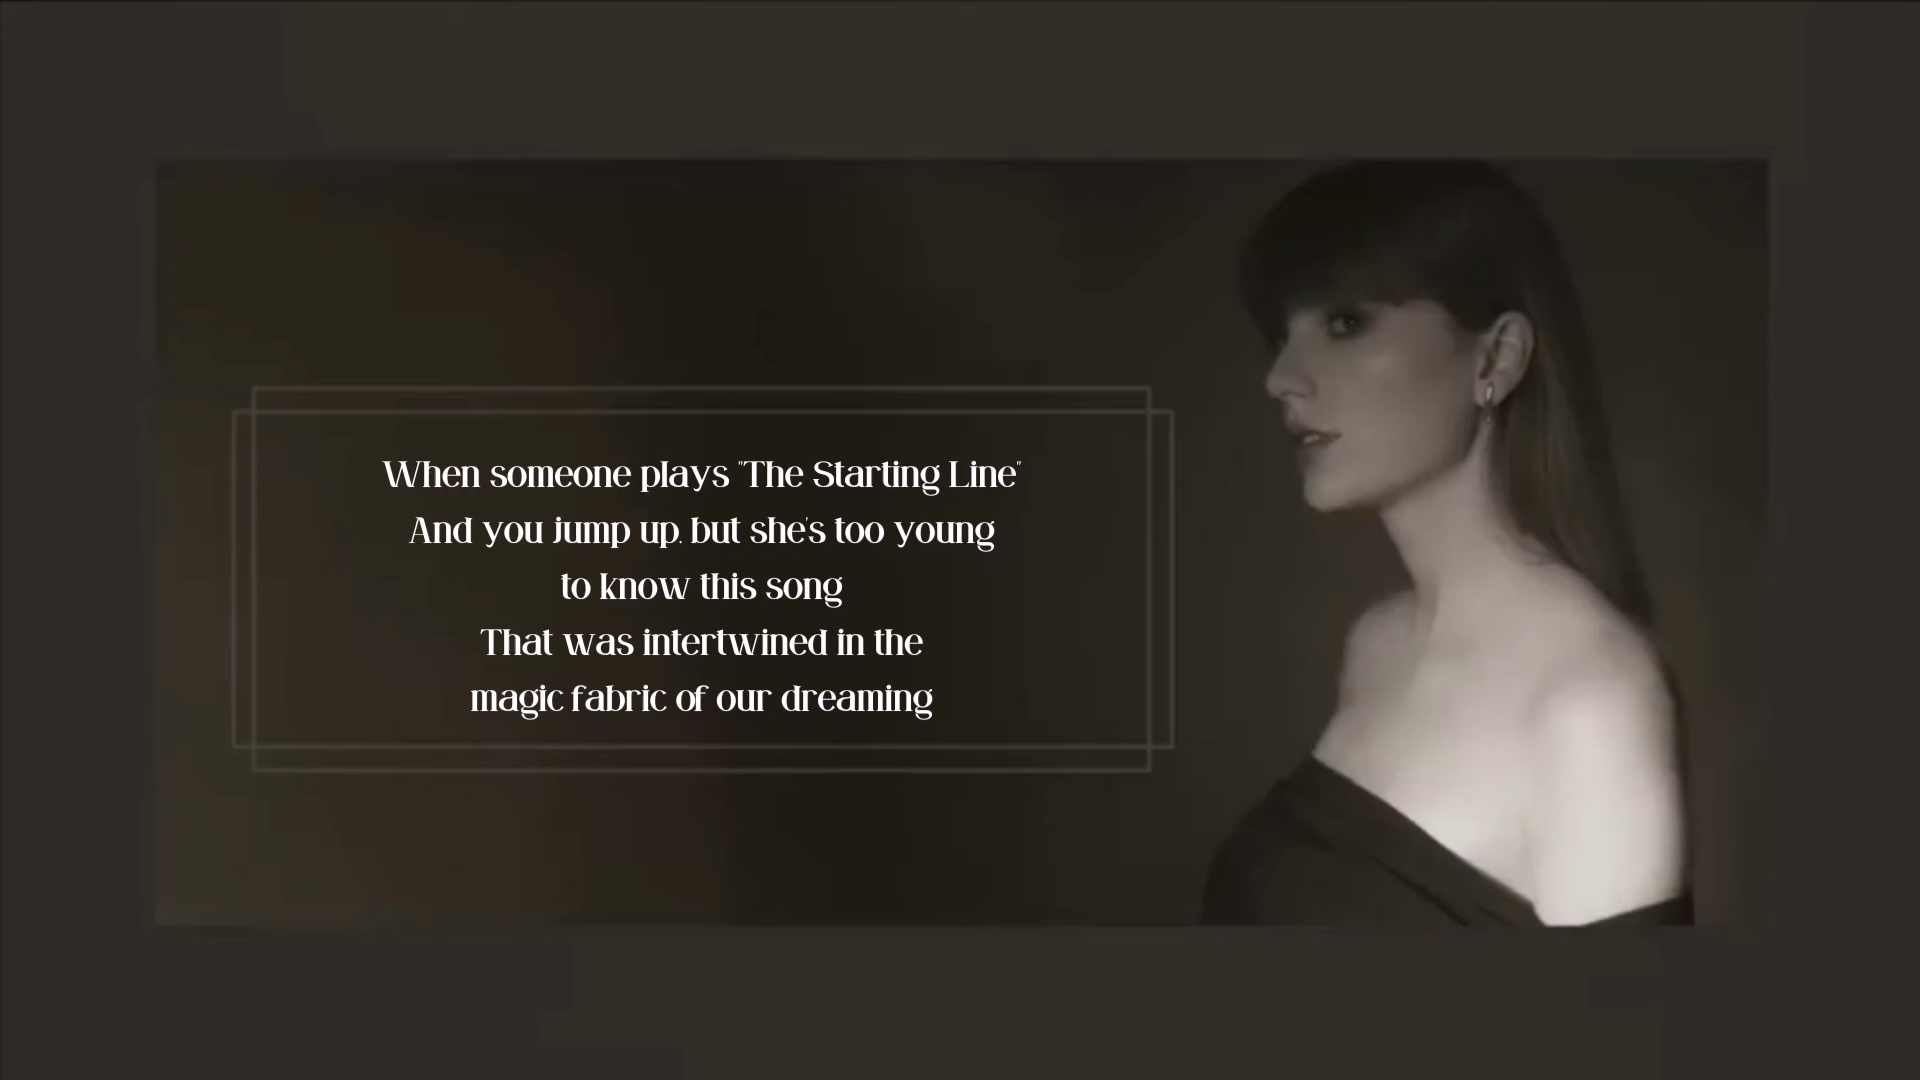 When someone plays "The Starting Line"
And you jump up, but she's too young
to know this song
That was intertwined in the
magic fabric of our dreaming